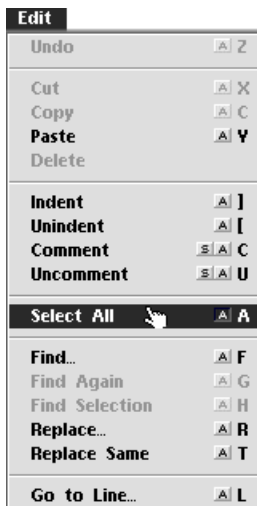 Edit
Undo A Z
Cut A X
Copy A C
Paste A Y
Delete
Indent A ]
Unindent A [
Comment S A C
Uncomment S A U
Select All A A
Find... A F
Find Again A G
Find Selection A H
Replace... A R
Replace Same A T
Go to Line... A L